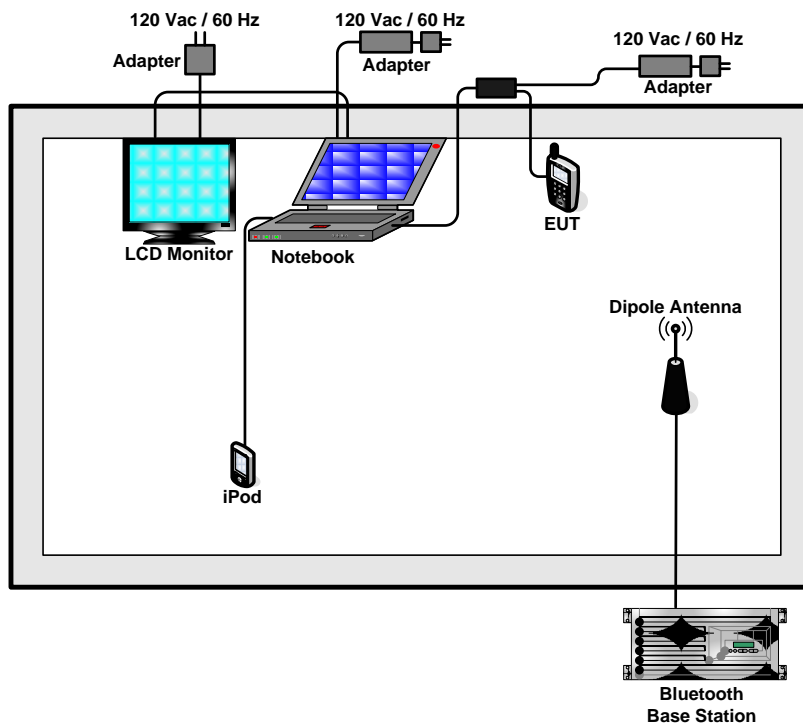 120 Vac / 60 Hz
120 Vac / 60 Hz
120 Vac / 60 Hz
Adapter
Adapter
Adapter
LCD Monitor
Notebook
EUT
Dipole Antenna
iPod
Bluetooth
Base Station